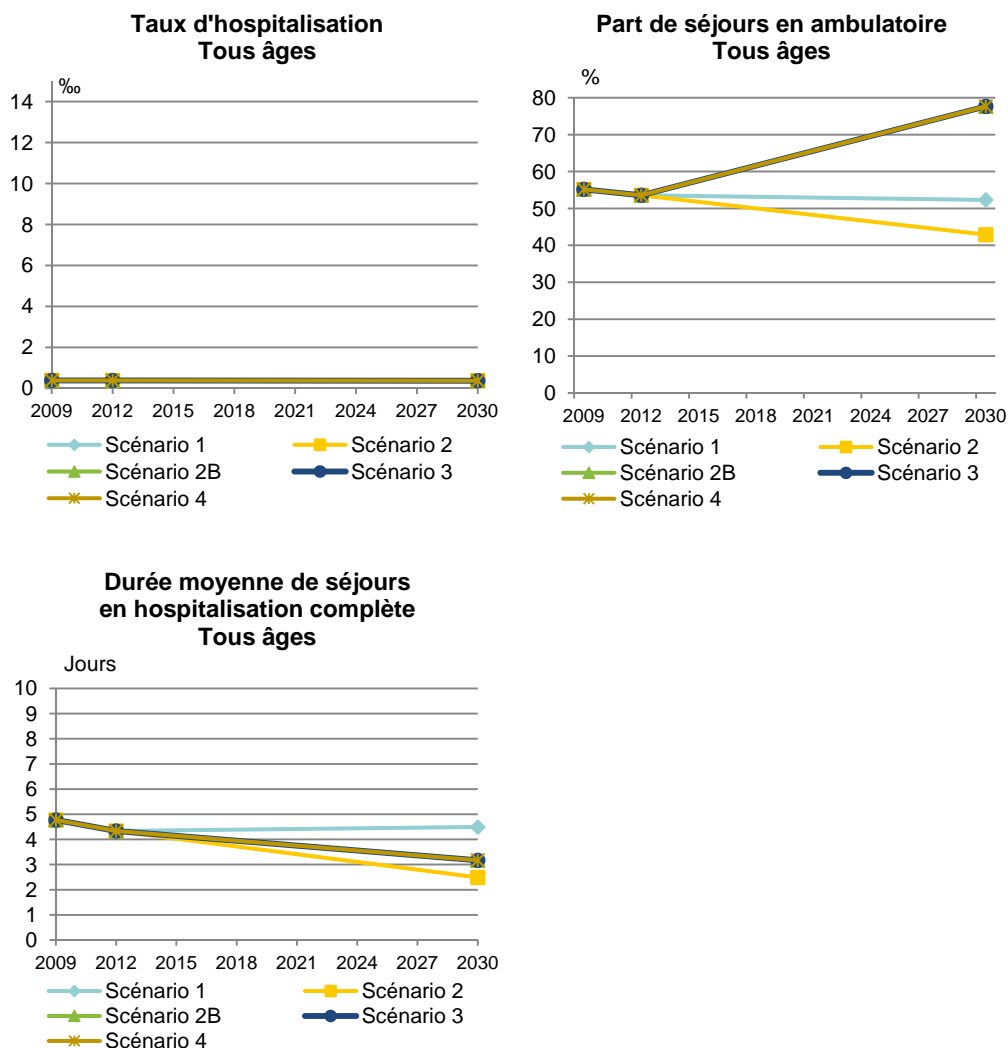 Taux d'hospitalisation
Tous âges
‰
14
12
10
8
6
4
2
0
2009 2012 2015 2018 2021 2024 2027 2030
Scénario 1 Scénario 2
Scénario 2B Scénario 3
Scénario 4
Part de séjours en ambulatoire
Tous âges
%
80
70
60
50
40
30
20
10
0
2009 2012 2015 2018 2021 2024 2027 2030
Scénario 1 Scénario 2
Scénario 2B Scénario 3
Scénario 4
Durée moyenne de séjours
en hospitalisation complète
Tous âges
Jours
10
9
8
7
6
5
4
3
2
1
0
2009 2012 2015 2018 2021 2024 2027 2030
Scénario 1 Scénario 2
Scénario 2B Scénario 3
Scénario 4